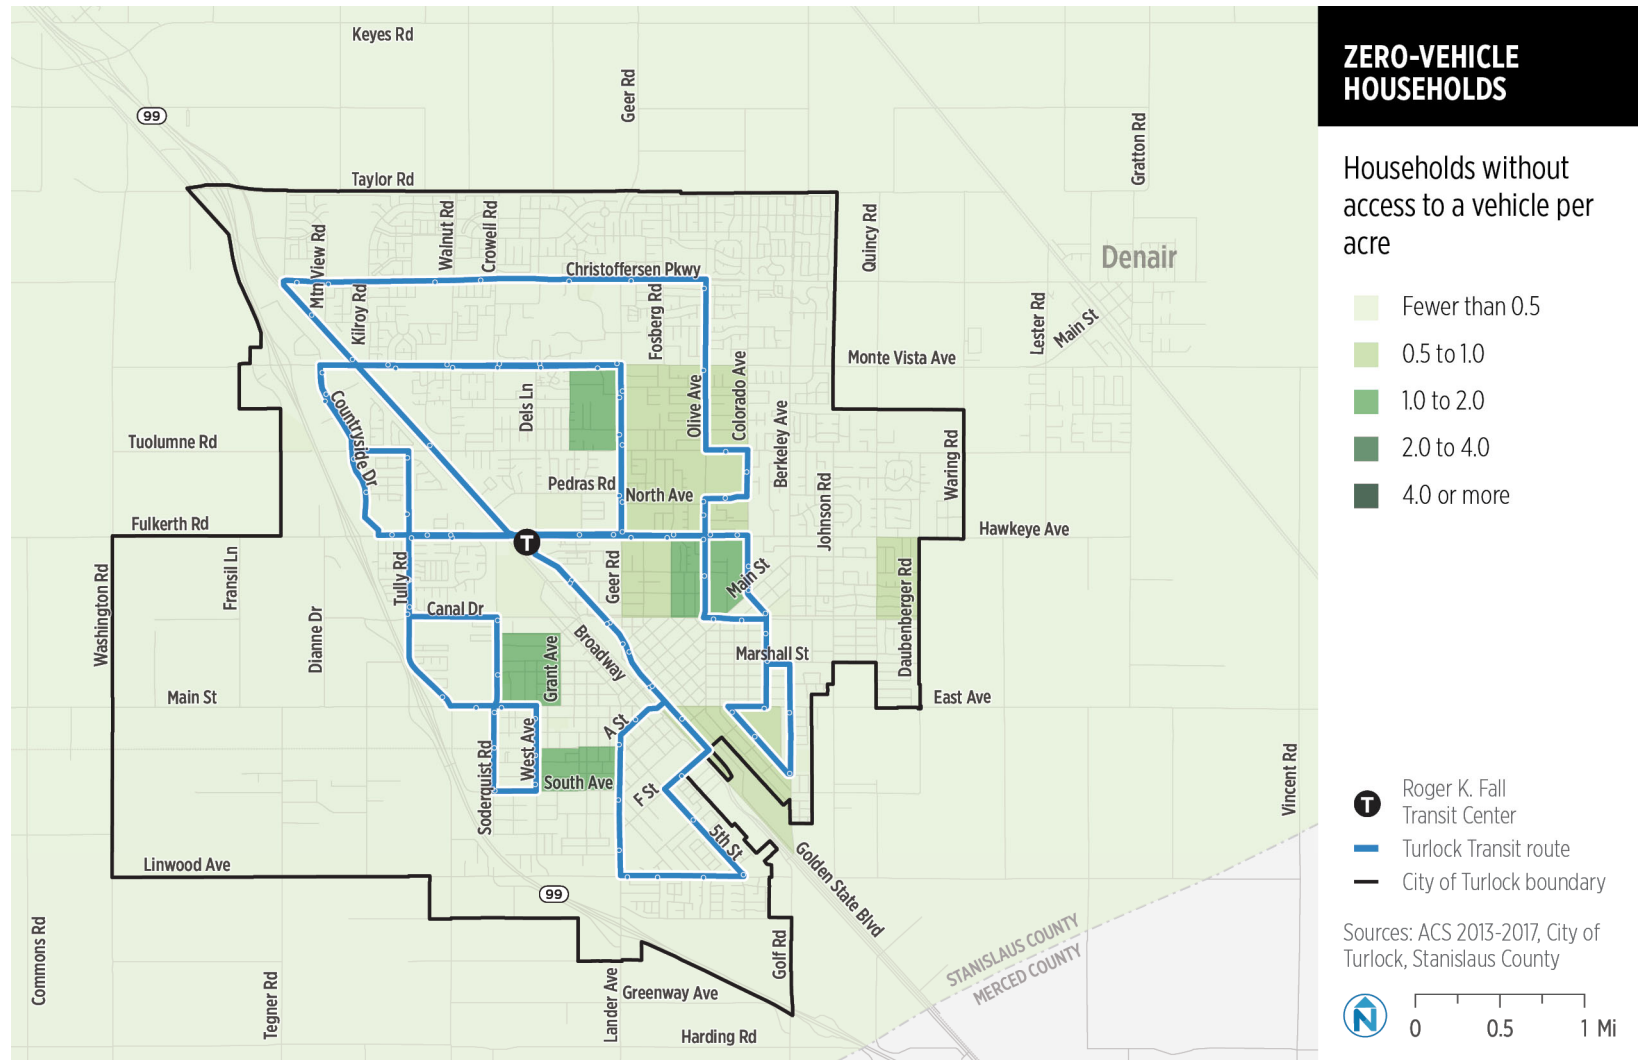 Keyes Rd
Geer Rd
99
Gratton Rd
Taylor Rd
Mtn View Rd
Walnut Rd
Crowell Rd
Quincy Rd
Denair
Christoffersen Pkwy
Kilroy Rd
Fosberg Rd
Lester Rd
Main St
Monte Vista Ave
Countryside Dr
Dels Ln
Olive Ave
Colorado Ave
Berkeley Ave
Tuolumne Rd
Waring Rd
Pedras Rd
North Ave
Johnson Rd
Fulkerth Rd
Hawkeye Ave
T
Washington Rd
Fransil Ln
Tully Rd
Geer Rd
Main St
Daubenberger Rd
Canal Dr
Dianne Dr
Broadway
Grant Ave
Marshall St
Main St
East Ave
A St
West Ave
Soderquist Rd
South Ave
F St
Vincent Rd
5th St
Linwood Ave
Golden State Blvd
99
Commons Rd
Tegner Rd
Lander Ave
Golf Rd
Greenway Ave
Harding Rd
STANISLAUS COUNTY
MERCED COUNTY
ZERO-VEHICLE
HOUSEHOLDS
Households without
access to a vehicle per
acre
Fewer than 0.5
0.5 to 1.0
1.0 to 2.0
2.0 to 4.0
4.0 or more
T
Roger K. Fall
Transit Center
Turlock Transit route
City of Turlock boundary
Sources: ACS 2013-2017, City of
Turlock, Stanislaus County
N
0 0.5 1 Mi